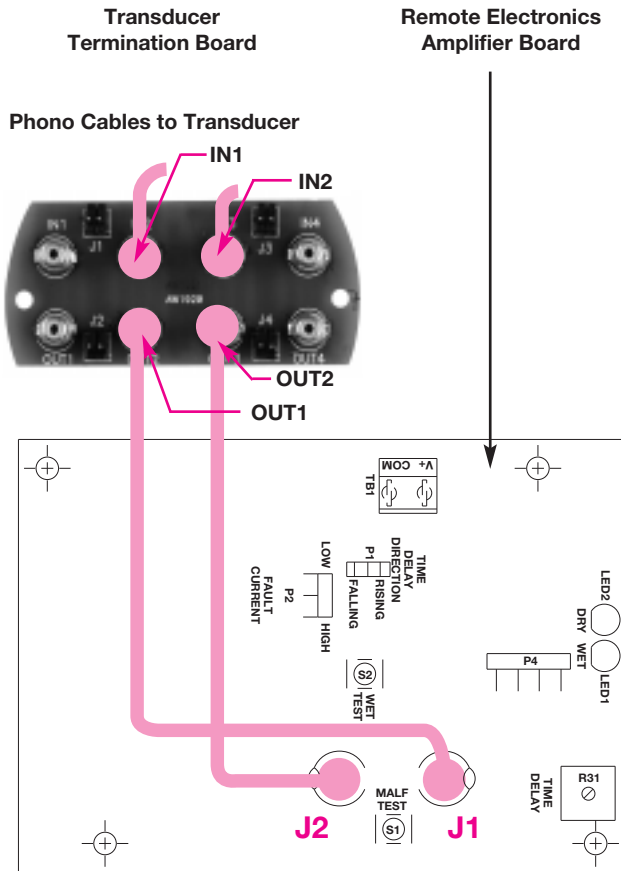 Transducer
Termination Board
Remote Electronics
Amplifier Board
Phono Cables to Transducer
IN1
IN2
IN1
J1
J3
IN4
J2
J4
OUT1
OUT4
OUT2
OUT1
V+ COM
TB1
TIME
DELAY
DIRECTION
P1
RISING
FALLING
LOW
P2
HIGH
FAULT
CURRENT
S2
WET
TEST
LED2
DRY
WET
LED1
P4
J2
MALF
TEST
S1
J1
TIME
DELAY
R31